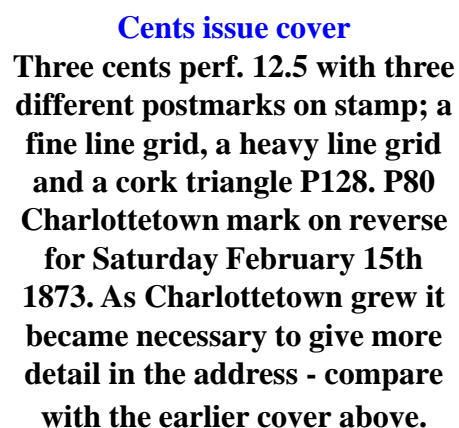 Cents issue cover
Three cents perf. 12.5 with three
different postmarks on stamp; a
fine line grid, a heavy line grid
and a cork triangle P128. P80
Charlottetown mark on reverse
for Saturday February 15th
1873. As Charlottetown grew it
became necessary to give more
detail in the address - compare
with the earlier cover above.